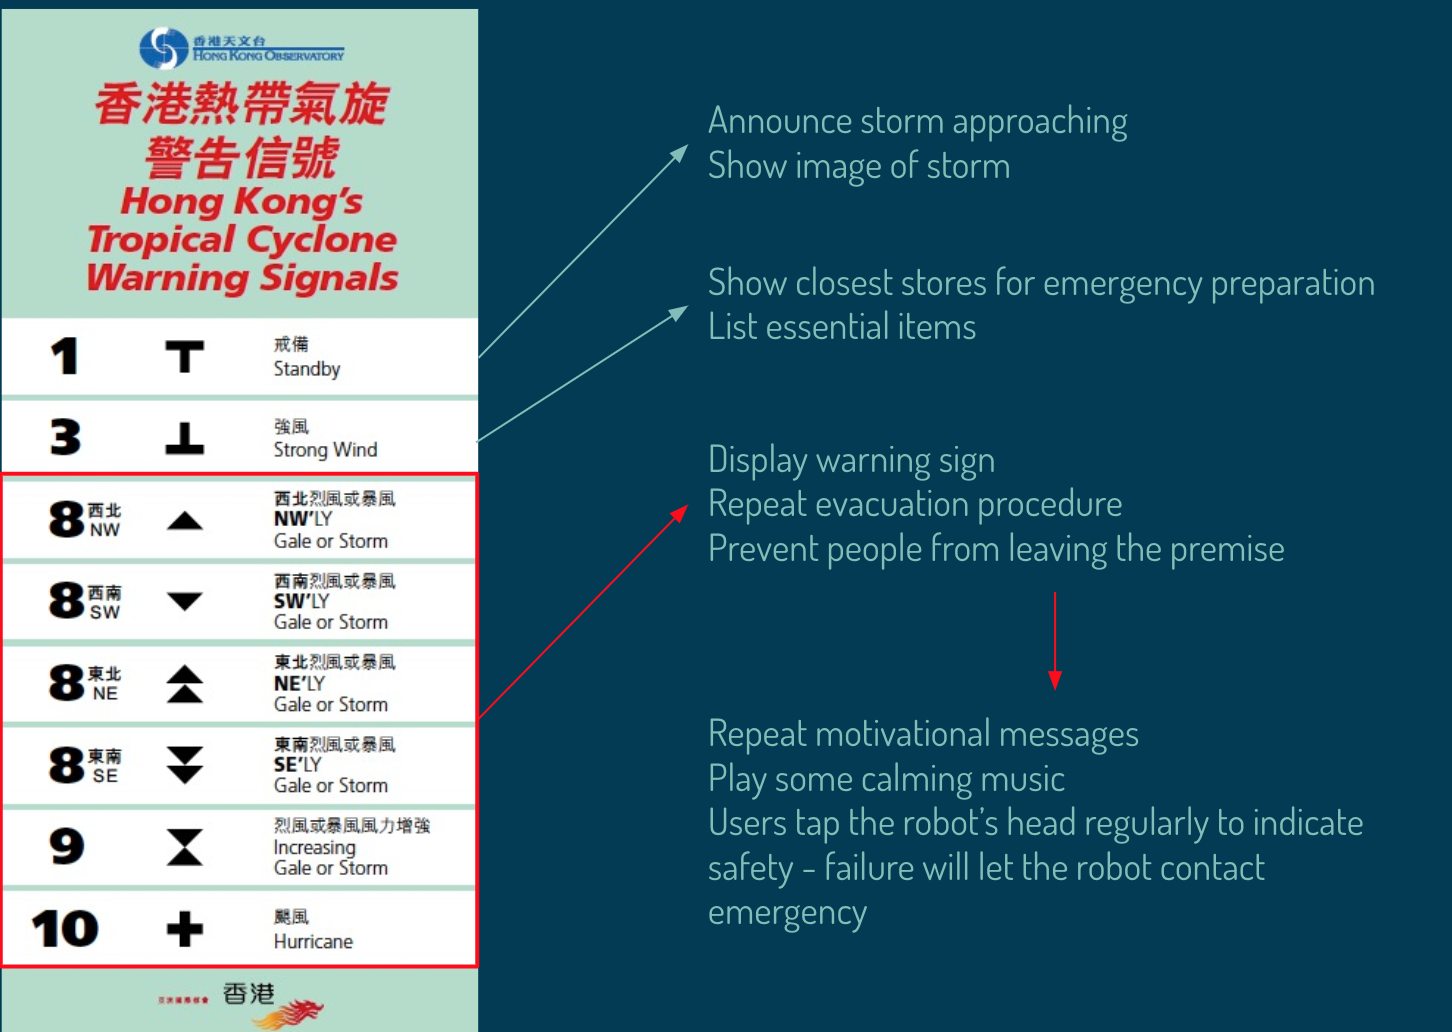 香港天文台
HONG KONG OBSERVATORY
香港熱帶氣旋
警告信號
Hong Kong's
Tropical Cyclone
Warning Signals
1
戒備
Standby
3
強風
Strong Wind
8 西北
NW
西北烈風或暴風
NW'LY
Gale or Storm
8 西南
SW
西南烈風或暴風
SW'LY
Gale or Storm
8 東北
NE
東北烈風或暴風
NE'LY
Gale or Storm
8 東南
SE
東南烈風或暴風
SE'LY
Gale or Storm
9
烈風或暴風風力增強
Increasing
Gale or Storm
10
颶風
Hurricane
香港
Announce storm approaching
Show image of storm
Show closest stores for emergency preparation
List essential items
Display warning sign
Repeat evacuation procedure
Prevent people from leaving the premise
Repeat motivational messages
Play some calming music
Users tap the robot's head regularly to indicate
safety - failure will let the robot contact
emergency